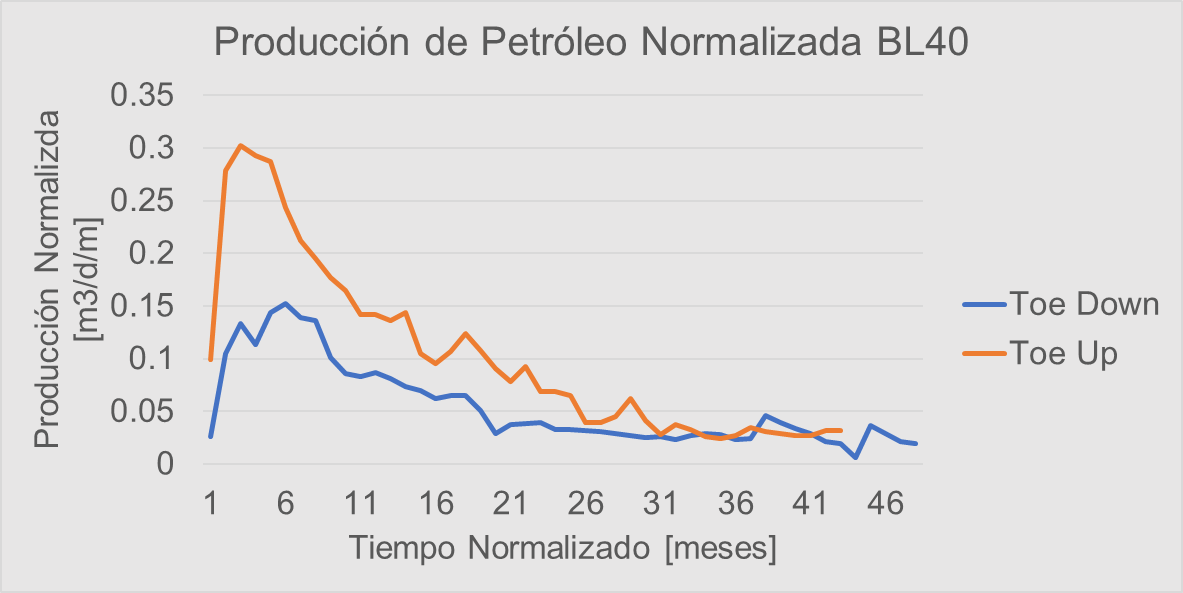 Producción de Petróleo Normalizada BL40
Producción Normalizda
[m3/d/m]
0.35
0.3
0.25
0.2
0.15
0.1
0.05
0
1 6 11 16 21 26 31 36 41 46
Tiempo Normalizado [meses]
Toe Down
Toe Up